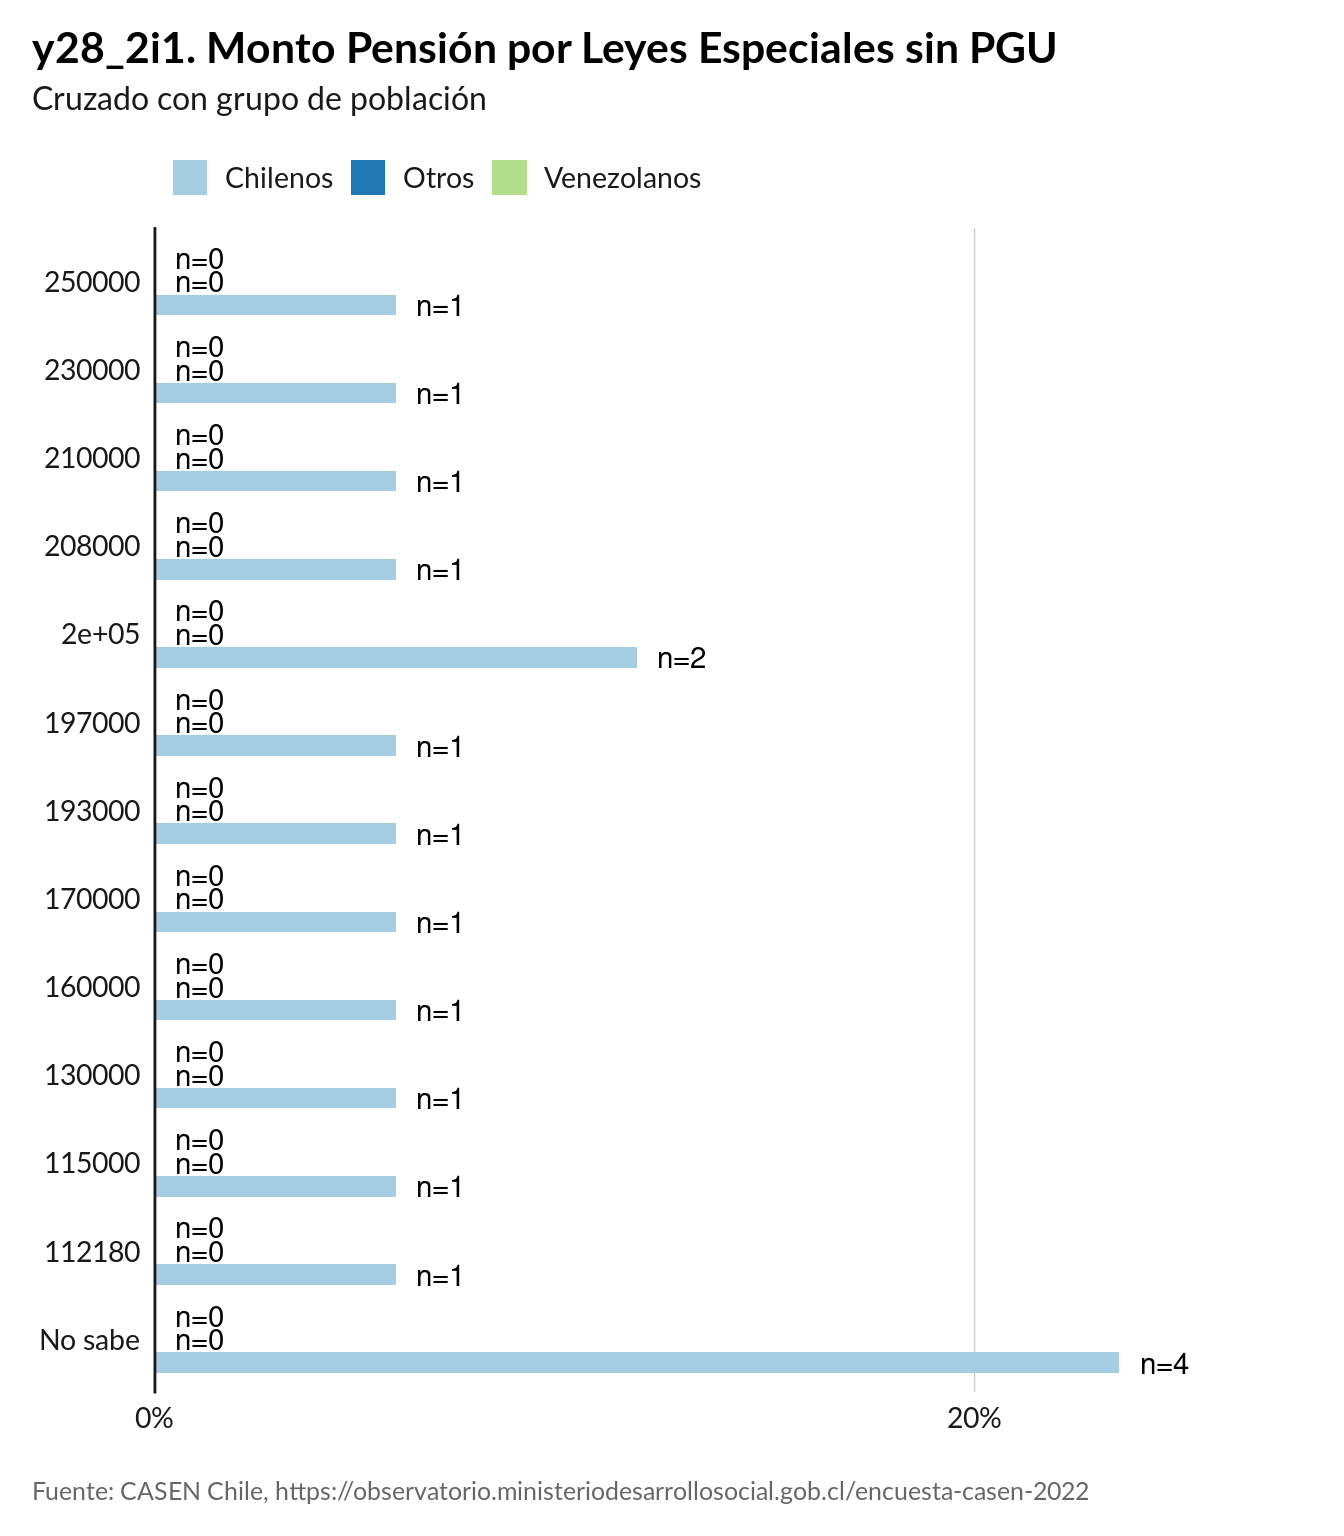 y28_2i1. Monto Pensión por Leyes Especiales sin PGU
Cruzado con grupo de población
Chilenos Otros Venezolanos
n=0
250000 n=0
n=1
n=0
230000 n=0
n=1
n=0
210000 n=0
n=1
n=0
208000 n=0
n=1
n=0
2e+05 n=0
n=2
n=0
197000 n=0
n=1
n=0
193000 n=0
n=1
n=0
170000 n=0
n=1
n=0
160000 n=0
n=1
n=0
130000 n=0
n=1
n=0
115000 n=0
n=1
n=0
112180 n=0
n=1
n=0
No sabe n=0
n=4
0% 20%
Fuente: CASEN Chile, https://observatorio.ministeriodesarrollosocial.gob.cl/encuesta-casen-2022